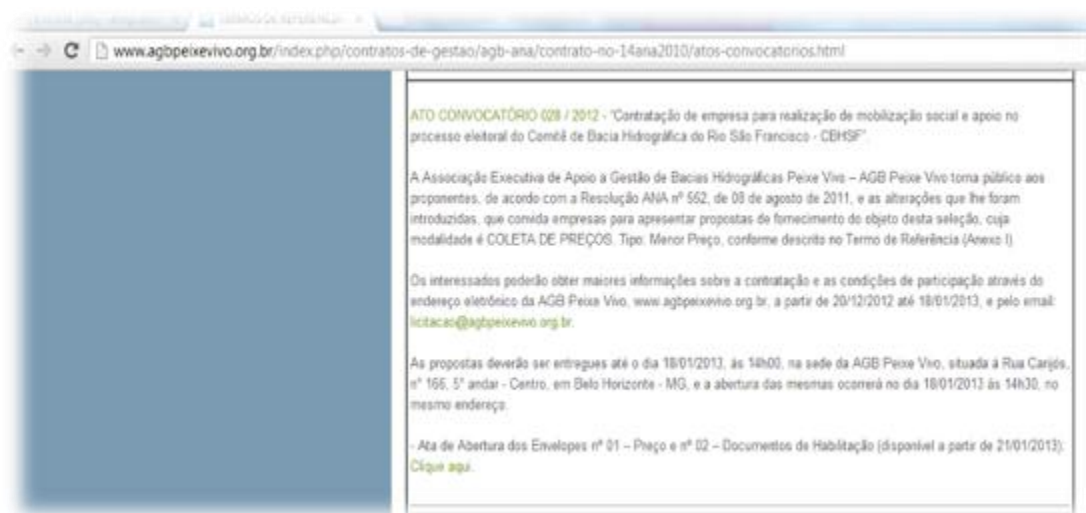 www.agbpeixevivo.org.br/index.php/contratos-de-gestao/agb-ana/contrato-no-14ana2010/atos-convocatorios.html
ATO CONVOCATÓRIO 028 / 2012 - "Contratação de empresa para realização de mobilização social e apoio no
processo eleitoral do Comitê de Bacia Hidrográfica do Rio São Francisco - CBHSF".
A Associação Executiva de Apoio a Gestão de Bacias Hidrográficas Peixe Vivo – AGB Peixe Vivo torna público aos
proponentes, de acordo com a Resolução ANA nº 552, de 08 de agosto de 2011, e as alterações que lhe foram
introduzidas, que convida empresas para apresentar propostas de fornecimento do objeto desta seleção, cuja
modalidade é COLETA DE PREÇOS. Tipo: Menor Preço, conforme descrito no Termo de Referência (Anexo I).
Os interessados poderão obter maiores informações sobre a contratação e as condições de participação através do
endereço eletrônico da AGB Peixe Vivo, www.agbpeixevivo.org.br, a partir de 20/12/2012 até 18/01/2013, e pelo email:
licitacao@agbpeixevivo.org.br.
As propostas deverão ser entregues até o dia 18/01/2013, às 14h00, na sede da AGB Peixe Vivo, situada à Rua Carijós,
nº 166, 5º andar - Centro, em Belo Horizonte - MG, e a abertura das mesmas ocorrerá no dia 18/01/2013 às 14h30, no
mesmo endereço.
- Ata de Abertura dos Envelopes nº 01 – Preço e nº 02 – Documentos de Habilitação (disponível a partir de 21/01/2013):
Clique aqui.